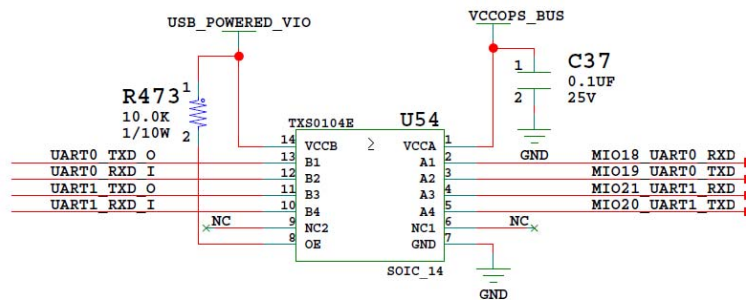 USB_POWERED_VIO
VCCOPS_BUS
R473
10.0K
1/10W
1
2
C37
0.1UF
25V
1
2
GND
TXS0104E
U54
14 VCCB ≥ VCCA 1
UART0_TXD_O 13 B1 A1 2 MIO18_UART0_RXD
UART0_RXD_I 12 B2 A2 3 MIO19_UART0_TXD
UART1_TXD_O 11 B3 A3 4 MIO21_UART1_RXD
UART1_RXD_I 10 B4 A4 5 MIO20_UART1_TXD
NC 9 NC2 NC1 6 NC
8 OE GND 7
SOIC_14
GND